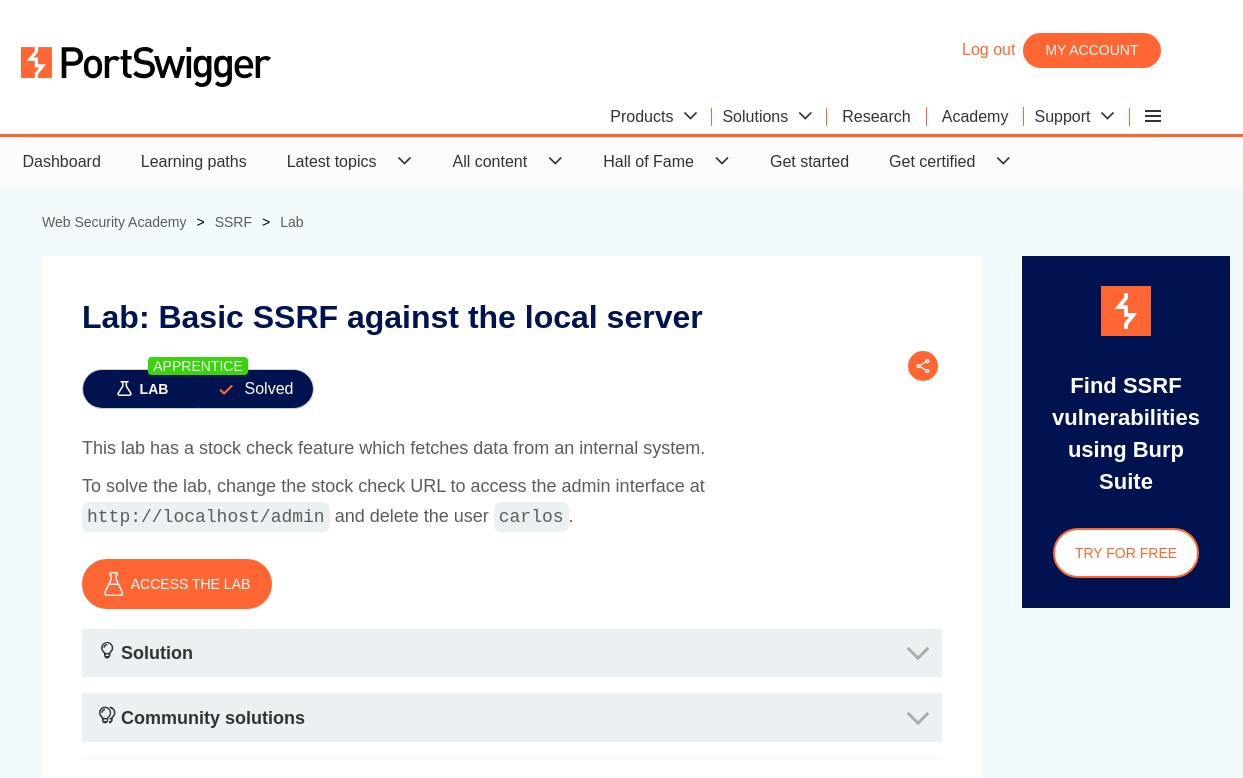 PortSwigger
Log out MY ACCOUNT
Products Solutions Research Academy Support
Dashboard Learning paths Latest topics All content Hall of Fame Get started Get certified
Web Security Academy > SSRF > Lab
Lab: Basic SSRF against the local server
APPRENTICE
LAB Solved
This lab has a stock check feature which fetches data from an internal system.
To solve the lab, change the stock check URL to access the admin interface at
http://localhost/admin and delete the user carlos.
ACCESS THE LAB
Solution
Community solutions
Find SSRF
vulnerabilities
using Burp
Suite
TRY FOR FREE